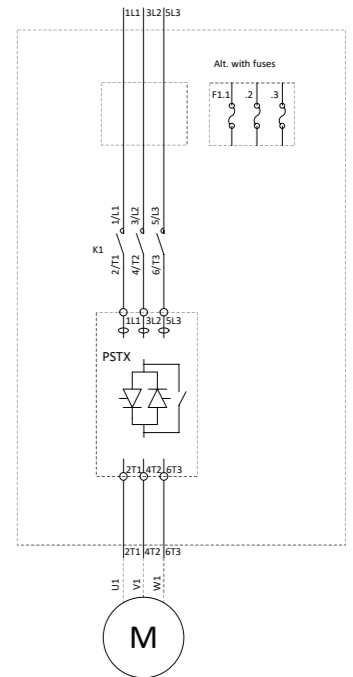 1L1 3L2 5L3
Alt. with fuses
F1.1 .2 .3
1/L1 3/L2 5/L3
K1
2/T1 4/T2 6/T3
1L1 3L2 5L3
PSTX
2T1 4T2 6T3
2T1 4T2 6T3
U1 V1 W1
M